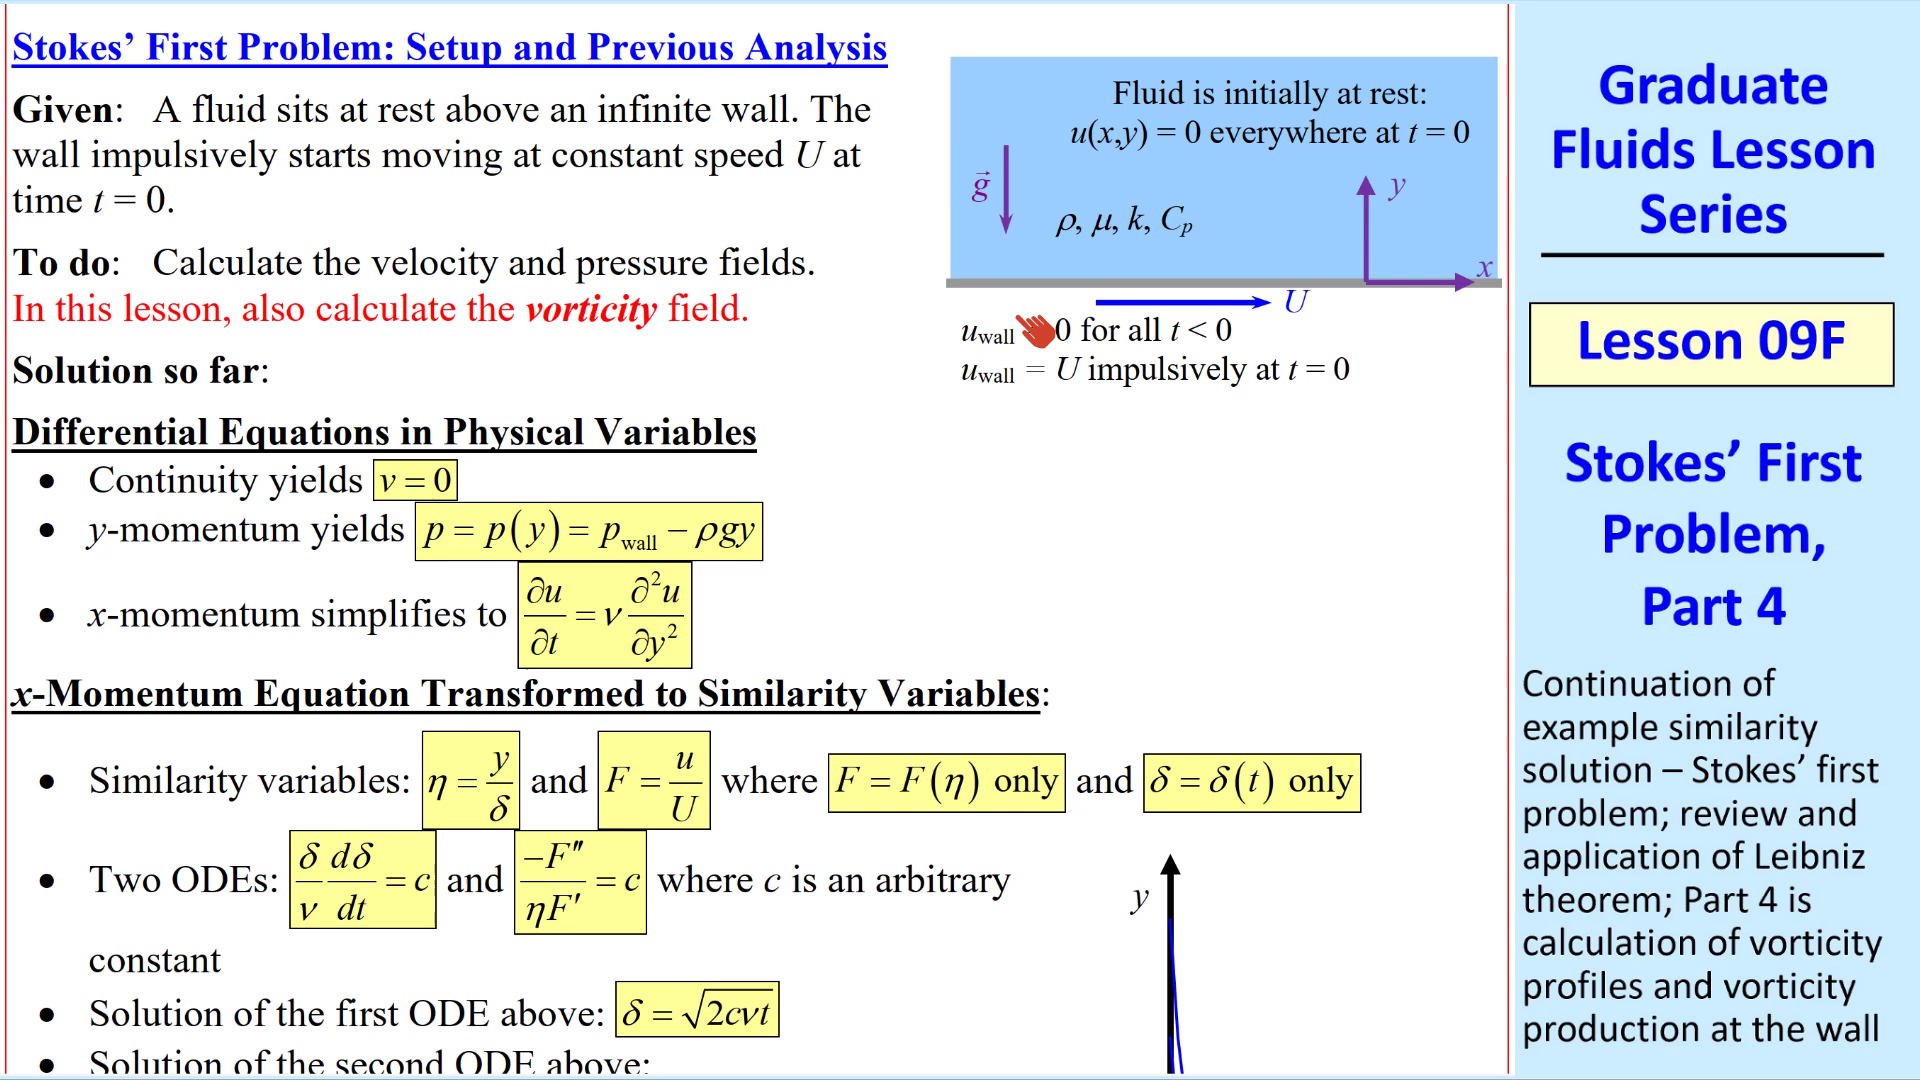 Stokes’ First Problem: Setup and Previous Analysis
Given: A fluid sits at rest above an infinite wall. The
wall impulsively starts moving at constant speed U at
time t = 0.
To do: Calculate the velocity and pressure fields.
In this lesson, also calculate the vorticity field.
Solution so far:
Fluid is initially at rest:
u(x,y) = 0 everywhere at t = 0
g⃗
ρ, μ, k, Cₚ
y
x
U
u_wall 0 for all t < 0
u_wall = U impulsively at t = 0
Differential Equations in Physical Variables
• Continuity yields v = 0
• y-momentum yields p = p(y) = p_wall − ρgy
• x-momentum simplifies to ∂u/∂t = ν ∂²u/∂y²
x-Momentum Equation Transformed to Similarity Variables:
• Similarity variables: η = y/δ and F = u/U where F = F(η) only and δ = δ(t) only
• Two ODEs: δ/ν dδ/dt = c and −F″/ηF′ = c where c is an arbitrary
constant
• Solution of the first ODE above: δ = √(2cνt)
• Solution of the second ODE above:
y
Graduate
Fluids Lesson
Series
Lesson 09F
Stokes’ First
Problem,
Part 4
Continuation of
example similarity
solution – Stokes’ first
problem; review and
application of Leibniz
theorem; Part 4 is
calculation of vorticity
profiles and vorticity
production at the wall